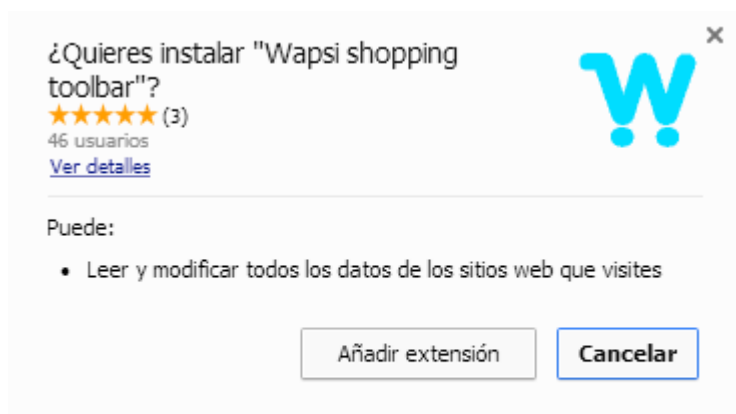 ¿Quieres instalar "Wapsi shopping
toolbar"?
(3)
46 usuarios
Ver detalles
Puede:
• Leer y modificar todos los datos de los sitios web que visites
Añadir extensión
Cancelar